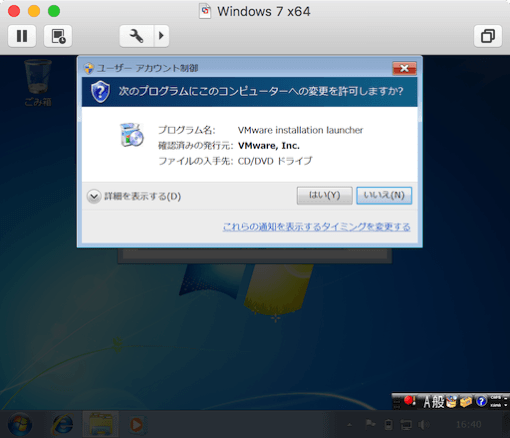 Windows 7 x64
ごみ箱
ユーザー アカウント制御
次のプログラムにこのコンピューターへの変更を許可しますか?
プログラム名: VMware installation launcher
確認済みの発行元: VMware, Inc.
ファイルの入手先: CD/DVD ドライブ
詳細を表示する(D)
はい(Y)
いいえ(N)
これらの通知を表示するタイミングを変更する
A 般
CAPS
KANA
16:40